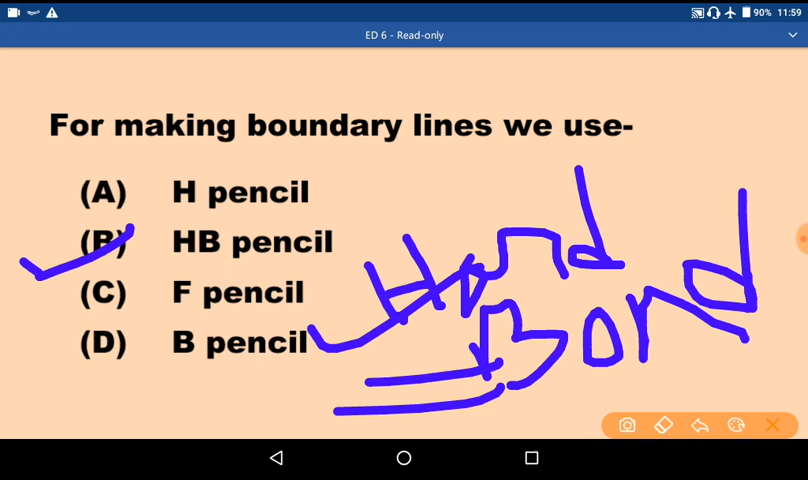 90% 11:59
ED 6 - Read-only
For making boundary lines we use-
(A) H pencil
(B) HB pencil
(C) F pencil
(D) B pencil
Hard
Bond